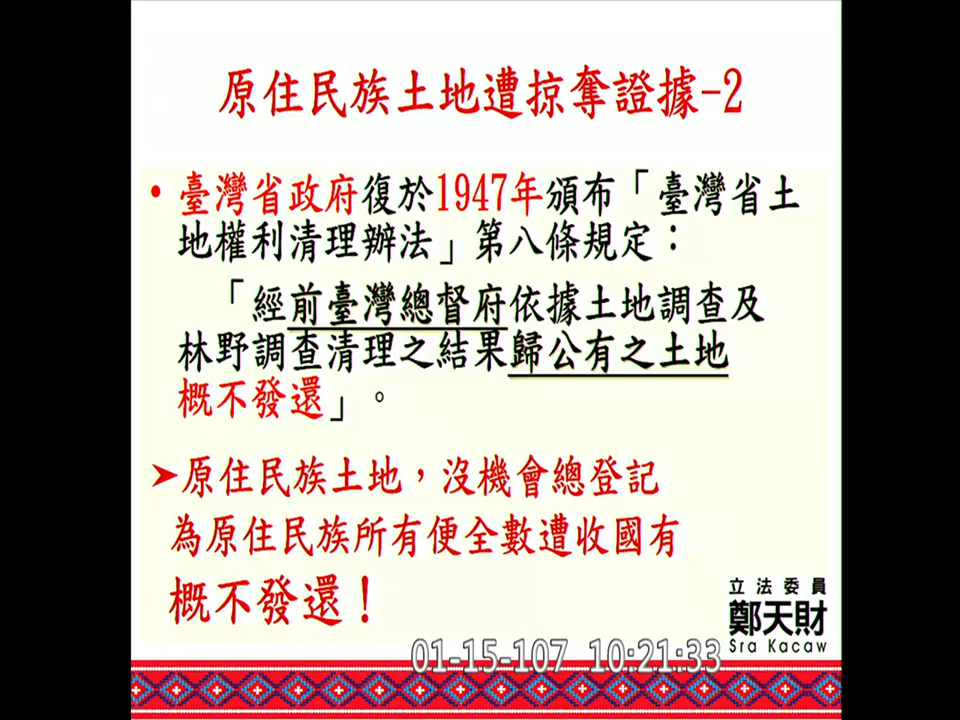 原住民族土地遭掠奪證據-2
• 臺灣省政府復於1947年頒布「臺灣省土
地權利清理辦法」第八條規定：
「經前臺灣總督府依據土地調查及
林野調查清理之結果歸公有之土地
概不發還」。
➤原住民族土地，沒機會總登記
為原住民族所有便全數遭收國有
概不發還！
立法委員
鄭天財
Sra Kacaw
01-15-107 10:21:33